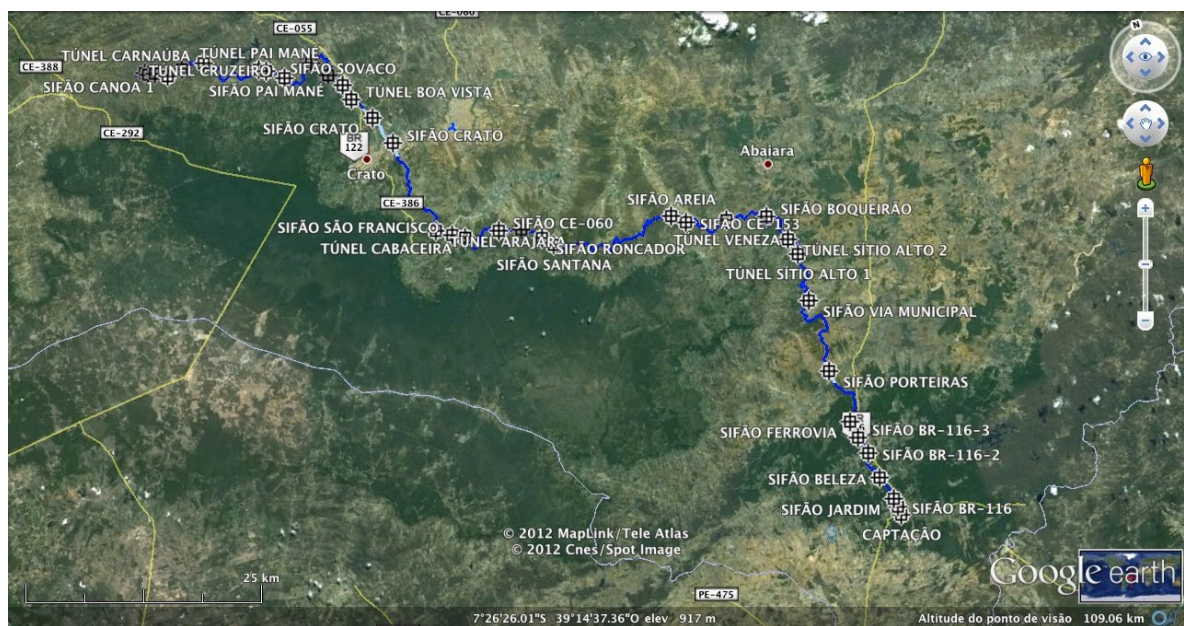 CE-060
CE-055
N
TÚNEL CARNAÚBA
TÚNEL PAI MANE
CE-388
TÚNEL CRUZEIRO
SIFÃO SOVACO
SIFÃO CANOA 1
SIFÃO PAI MANÉ
TÚNEL BOA VISTA
SIFÃO CRATO
CE-292
SIFÃO CRATO
BR
122
Crato
Abaiara
CE-386
SIFÃO AREIA
SIFÃO BOQUEIRÃO
SIFÃO SÃO FRANCISCO
SIFÃO CE-060
SIFÃO CE-153
TÚNEL CABACEIRA
TÚNEL ARAJARA
SIFÃO RONCADOR
TÚNEL VENEZA
TÚNEL SÍTIO ALTO 2
SIFÃO SANTANA
TÚNEL SÍTIO ALTO 1
SIFÃO VIA MUNICIPAL
SIFÃO PORTEIRAS
SIFÃO FERROVIA
SIFÃO BR-116-3
SIFÃO BR-116-2
SIFÃO BELEZA
SIFÃO JARDIM
SIFÃO BR-116
CAPTAÇÃO
© 2012 MapLink/Tele Atlas
© 2012 Cnes/Spot Image
25 km
Google earth
PE-475
7°26'26.01"S 39°14'37.36"O elev 917 m
Altitude do ponto de visão 109.06 km